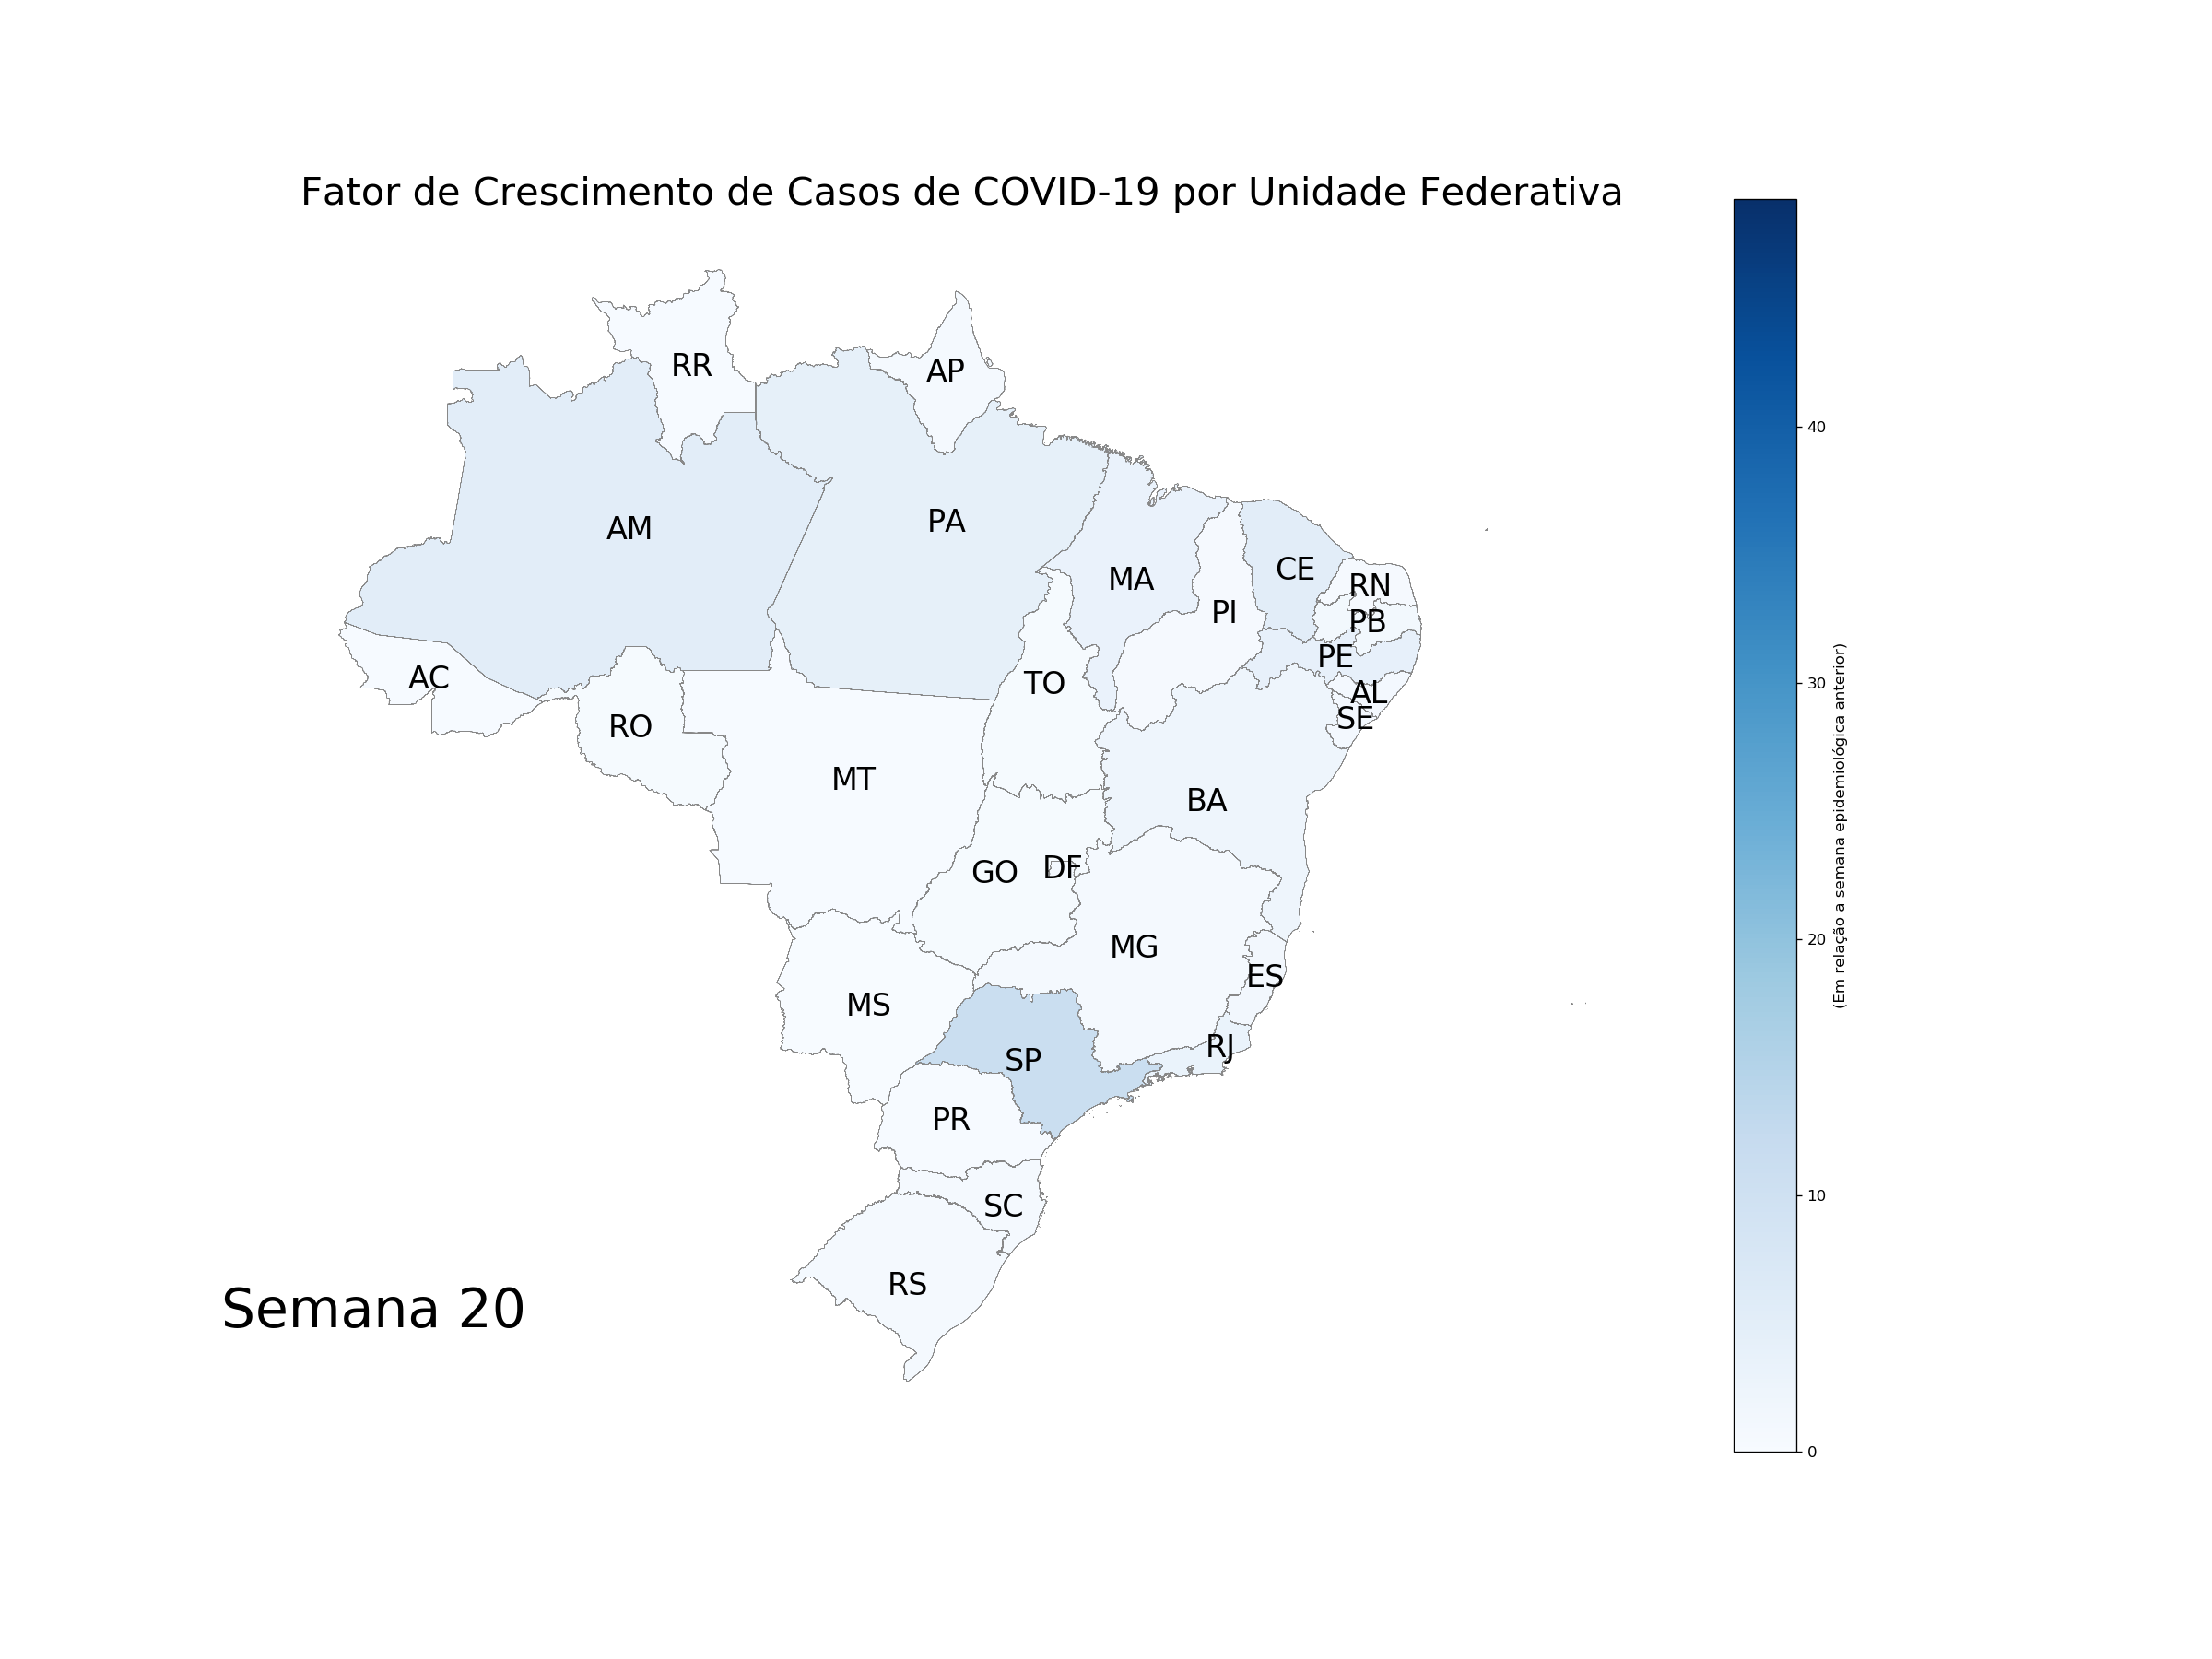 Fator de Crescimento de Casos de COVID-19 por Unidade Federativa
RR
AP
AM
PA
MA
CE
RN
PI
PB
PE
AC
TO
AL
SE
RO
MT
BA
GO
DF
MG
ES
MS
RJ
SP
PR
SC
RS
Semana 20
40
30
20
10
0
(Em relação a semana epidemiológica anterior)